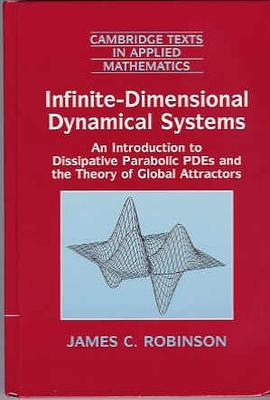 CAMBRIDGE TEXTS
IN APPLIED
MATHEMATICS
Infinite-Dimensional
Dynamical Systems
An Introduction to
Dissipative Parabolic PDEs and
the Theory of Global Attractors
JAMES C. ROBINSON